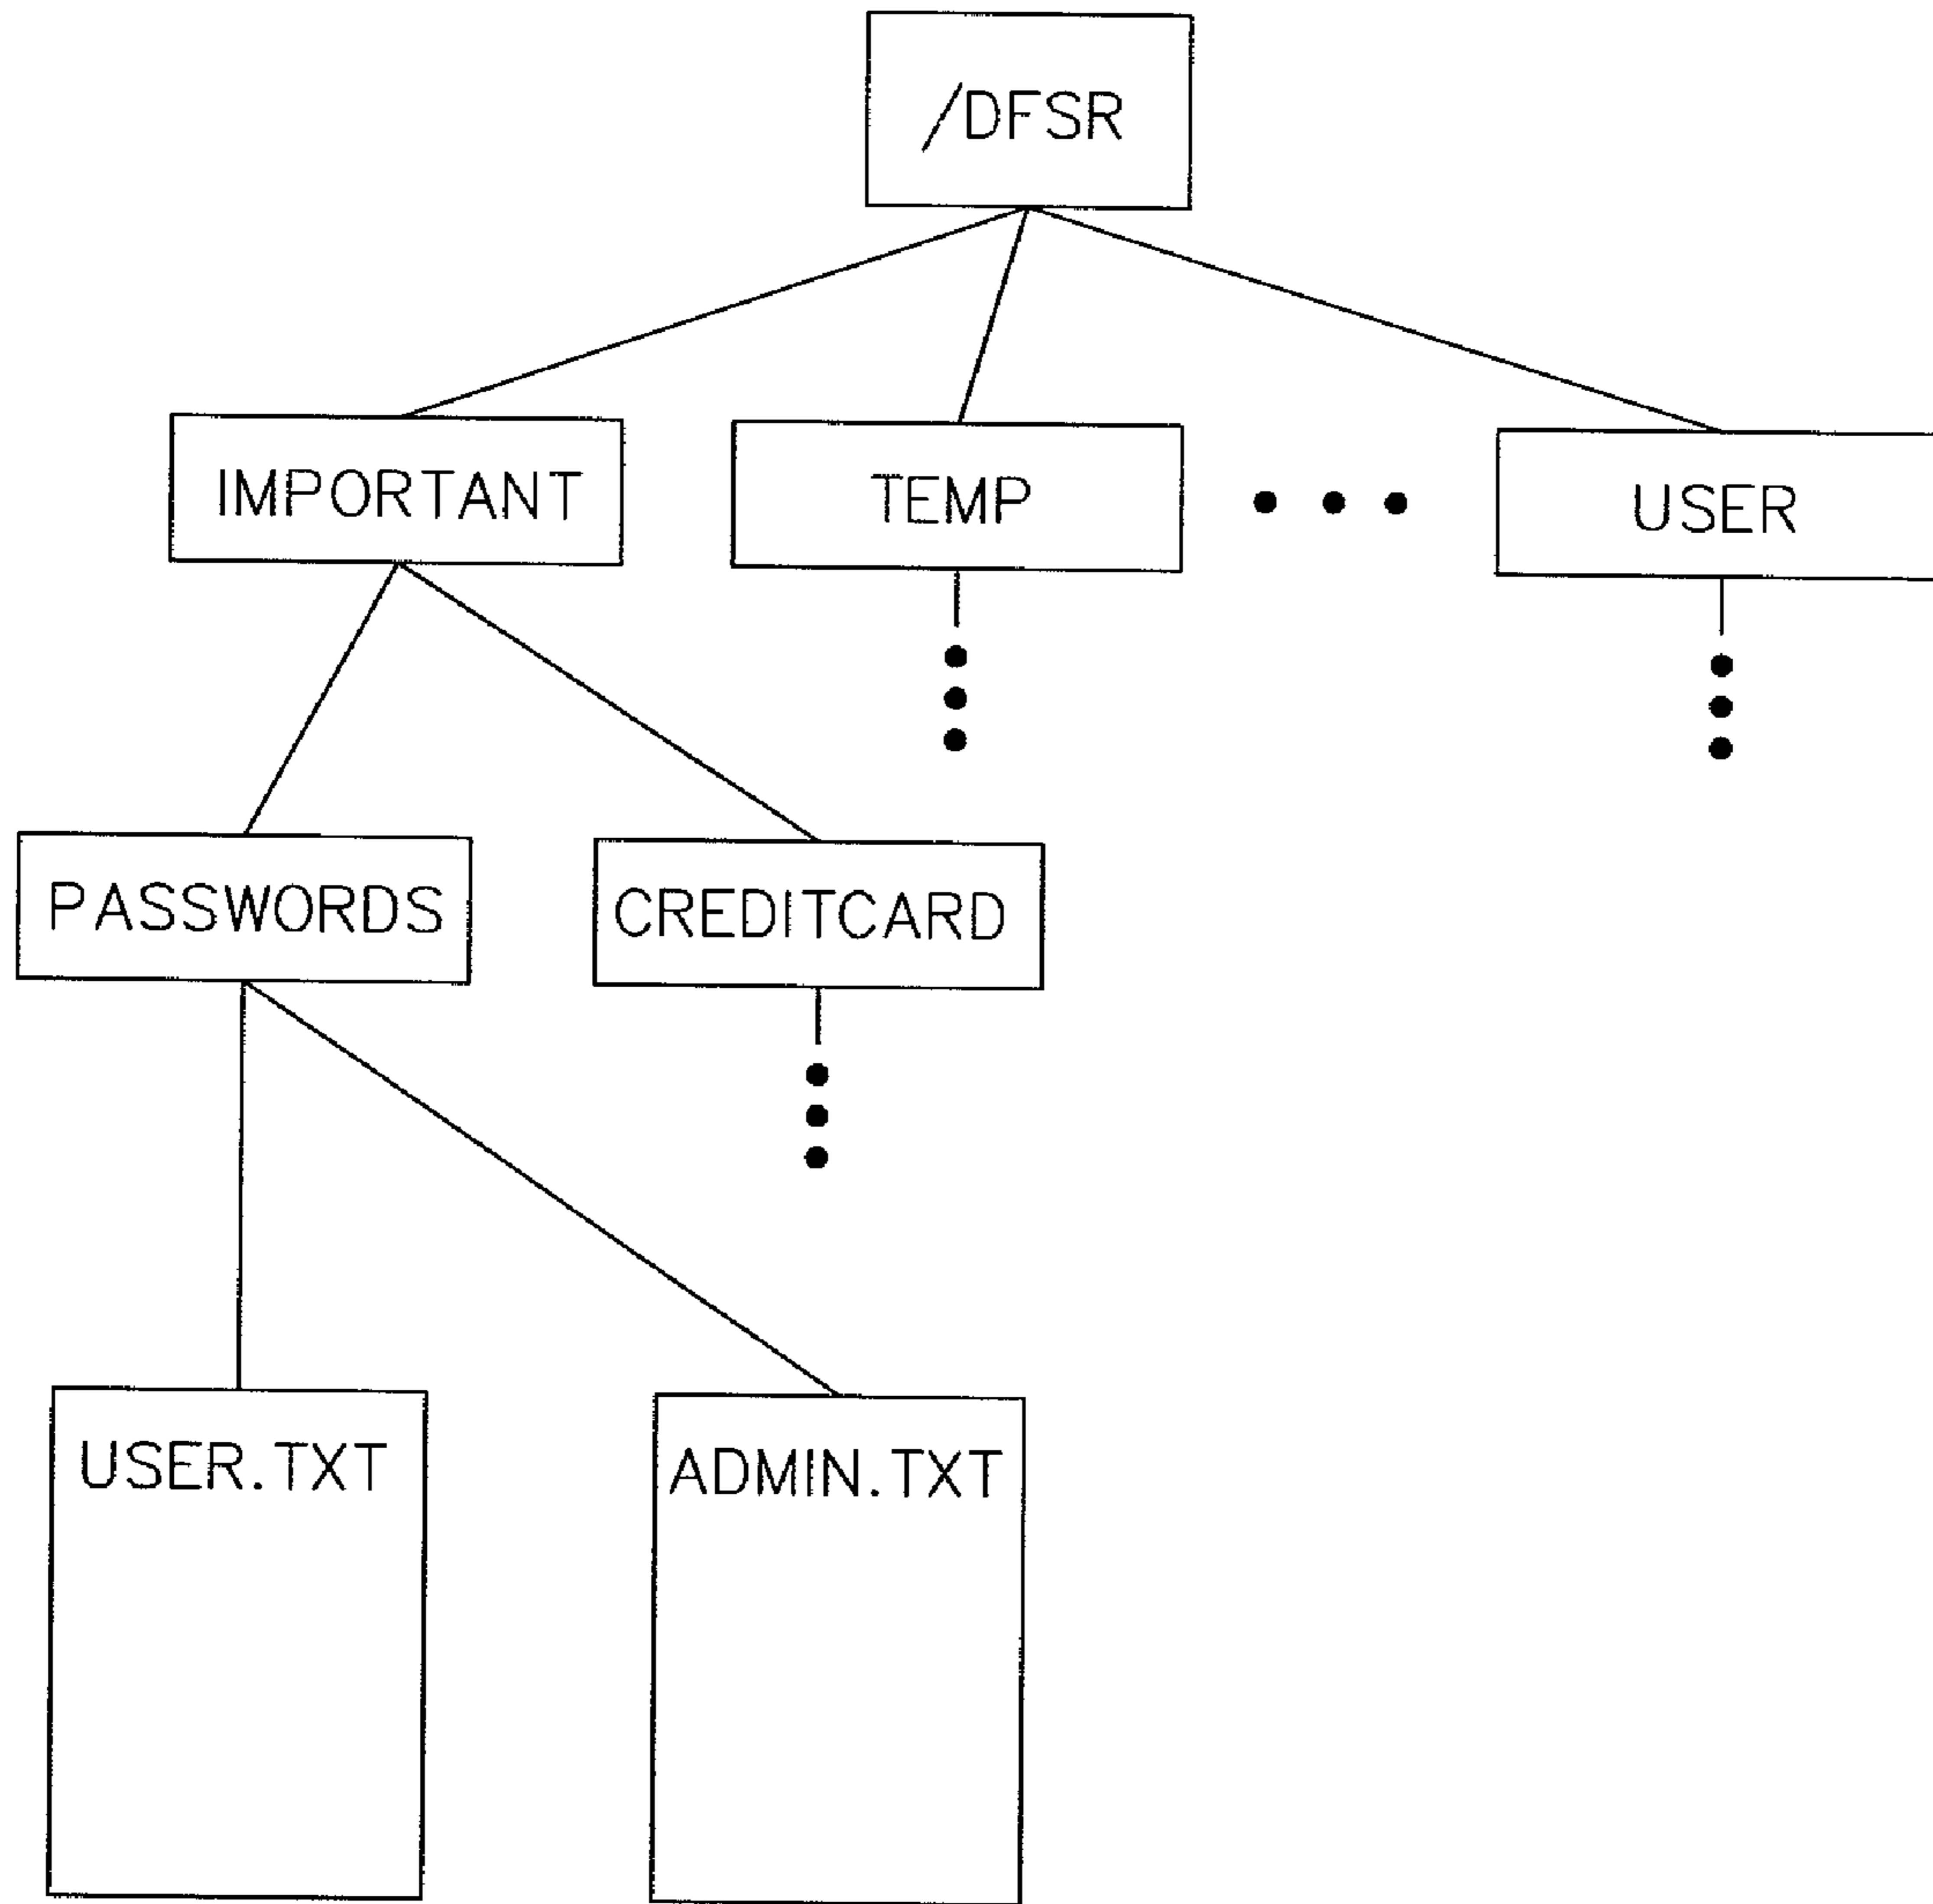 /DFSR
IMPORTANT
TEMP
USER
PASSWORDS
CREDITCARD
USER.TXT
ADMIN.TXT